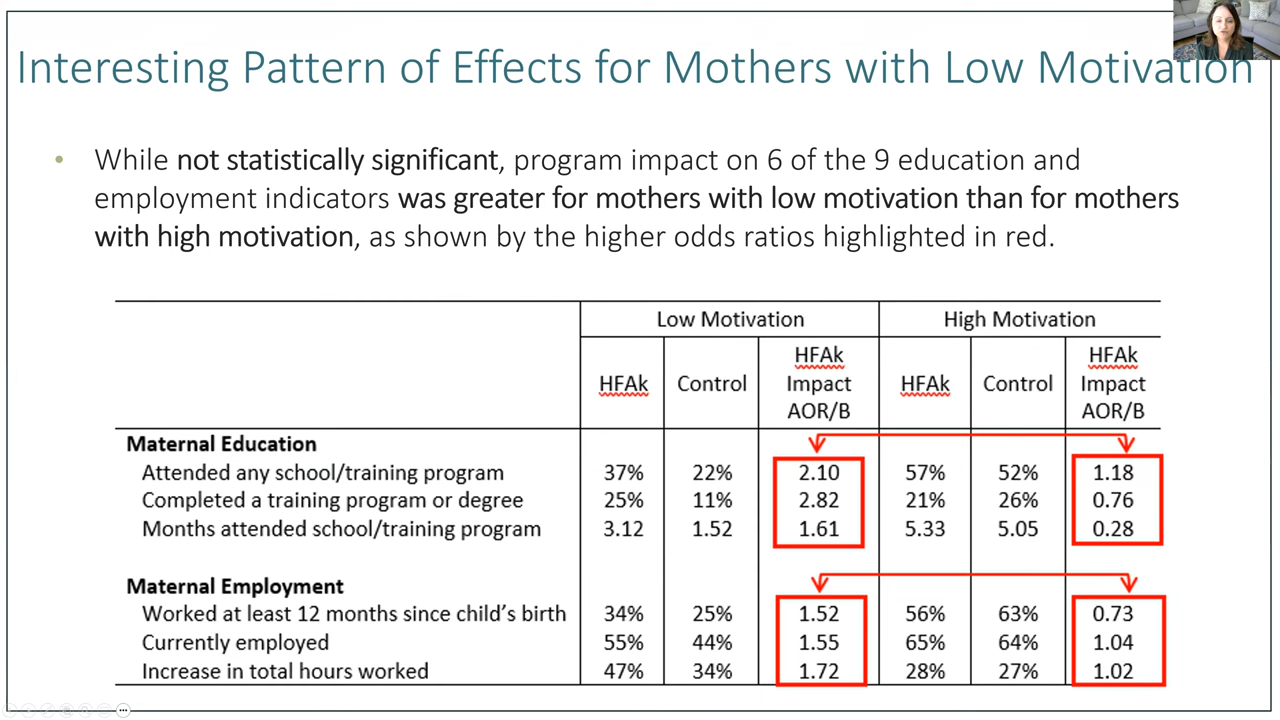 Interesting Pattern of Effects for Mothers with Low Motivation
• While not statistically significant, program impact on 6 of the 9 education and
employment indicators was greater for mothers with low motivation than for mothers
with high motivation, as shown by the higher odds ratios highlighted in red.
Low Motivation High Motivation
HFAk Control HFAk Impact AOR/B HFAk Control HFAk Impact AOR/B
Maternal Education
Attended any school/training program 37% 22% 2.10 57% 52% 1.18
Completed a training program or degree 25% 11% 2.82 21% 26% 0.76
Months attended school/training program 3.12 1.52 1.61 5.33 5.05 0.28
Maternal Employment
Worked at least 12 months since child's birth 34% 25% 1.52 56% 63% 0.73
Currently employed 55% 44% 1.55 65% 64% 1.04
Increase in total hours worked 47% 34% 1.72 28% 27% 1.02